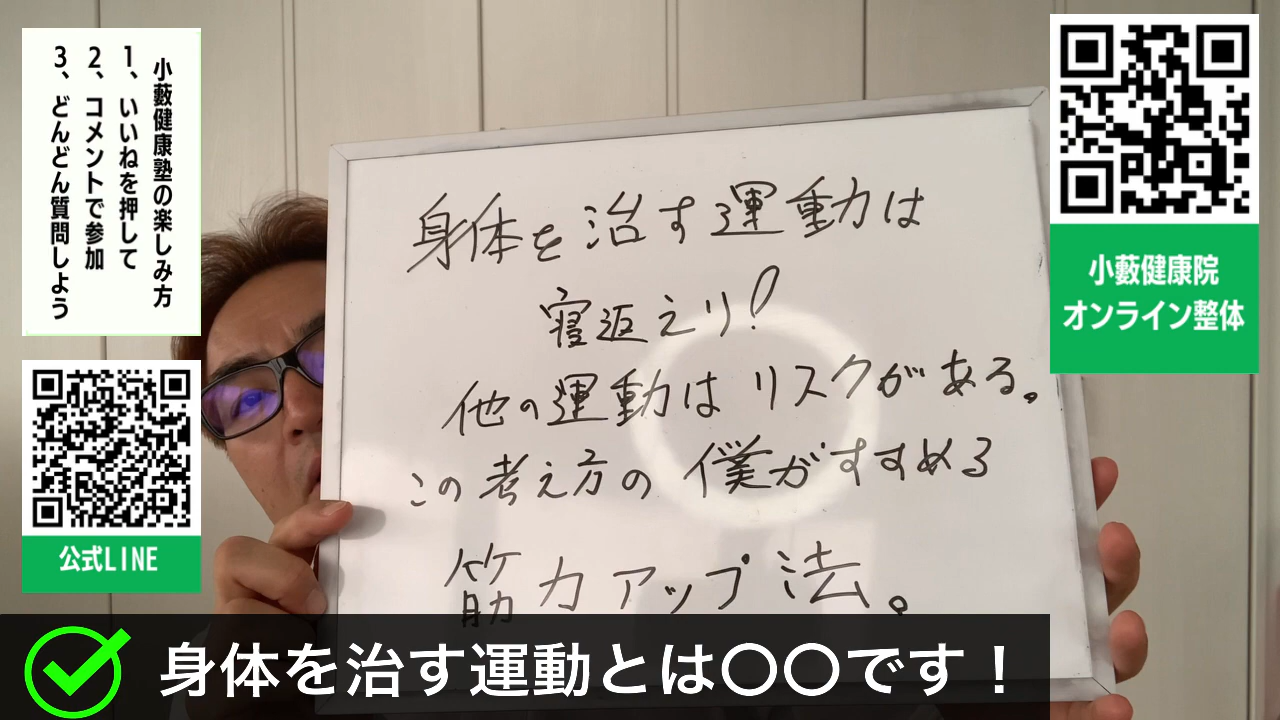 小薮健康塾の楽しみ方
1、いいねを押して
2、コメントで参加
3、どんどん質問しよう
公式LINE
小薮健康院
オンライン整体
身体を治す運動は
寝返えり!
他の運動はリスクがある。
この考え方の僕がすすめる
筋力アップ法。
身体を治す運動とは〇〇です！